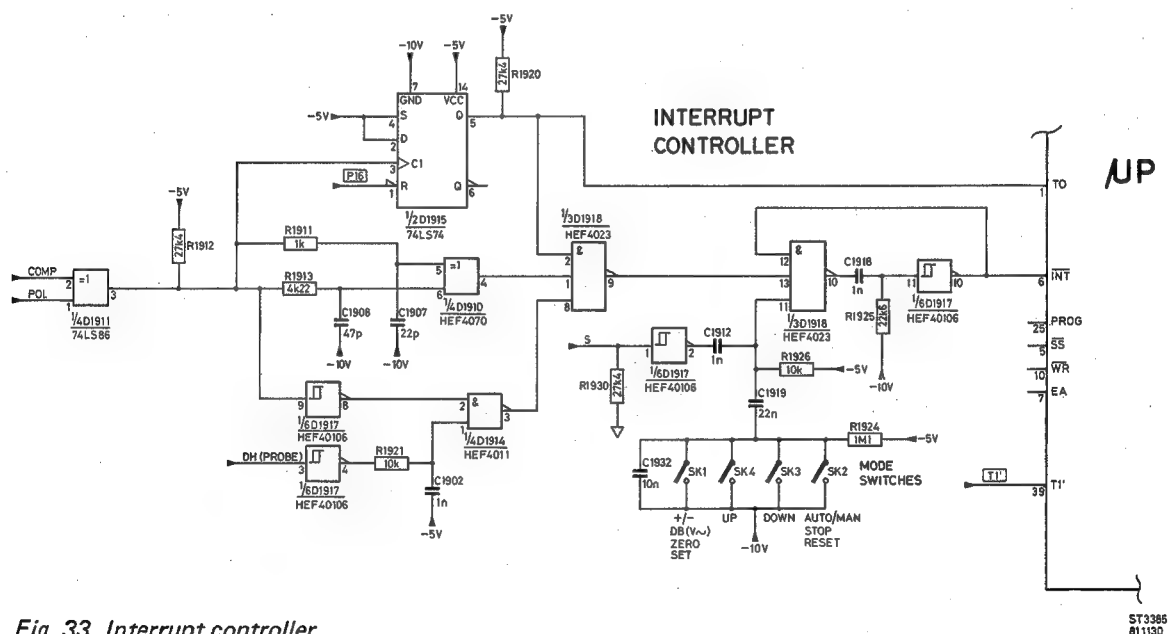 -5V
-10V
-5V
27k4
R1920
7
14
GND
VCC
-5V
S
4
D
2
Q
5
C1
3
P16
R
1
Q
6
1/2D1915
74LS74
INTERRUPT
CONTROLLER
/UP
TO
1
-5V
27k4
R1912
R1911
1k
R1913
4k22
COMP
2
POL
1
=1
3
1/4D1911
74LS86
5
=1
4
6
1/4D1910
HEF4070
C1908
47p
-10V
C1907
22p
-10V
1/3D1918
HEF4023
&
2
1
8
9
12
&
13
11
10
1/3D1918
HEF4023
C1918
1n
11
10
1/6D1917
HEF40106
R1925
22k6
-10V
INT
6
PROG
25
SS
5
WR
10
EA
7
S
R1930
27k4
1
2
1/6D1917
HEF40106
C1912
1n
R1926
10k
-5V
C1919
22n
9
8
1/6D1917
HEF40106
2
&
1
3
1/4D1914
HEF4011
DH (PROBE)
3
4
1/6D1917
HEF40106
R1921
10k
C1902
1n
-5V
R1924
1M1
-5V
MODE
SWITCHES
C1932
10n
SK1
SK4
SK3
SK2
+/-
DB(V~)
ZERO
SET
UP
DOWN
AUTO/MAN
STOP
RESET
-10V
T1'
39
T1'
Fig. 33. Interrupt controller
ST3385
811130